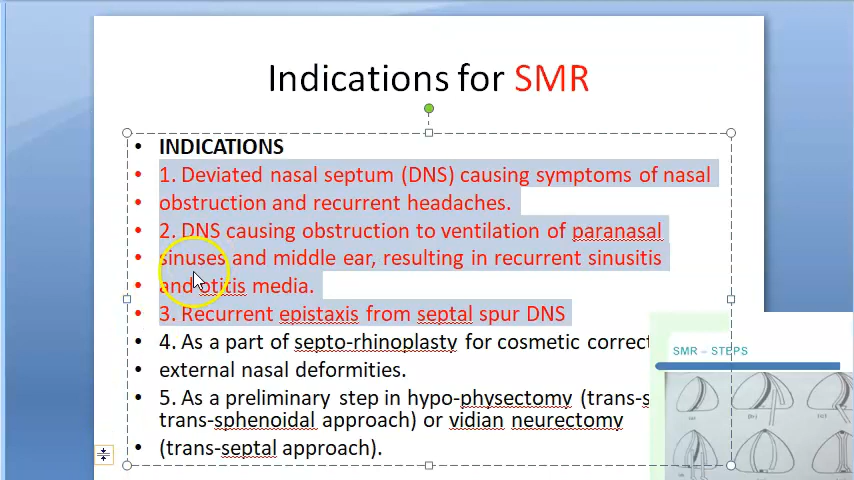 Indications for SMR
INDICATIONS
1. Deviated nasal septum (DNS) causing symptoms of nasal
obstruction and recurrent headaches.
2. DNS causing obstruction to ventilation of paranasal
sinuses and middle ear, resulting in recurrent sinusitis
and otitis media.
3. Recurrent epistaxis from septal spur DNS
4. As a part of septo-rhinoplasty for cosmetic correct
external nasal deformities.
5. As a preliminary step in hypo-physectomy (trans-s
trans-sphenoidal approach) or vidian neurectomy
(trans-septal approach).
SMR – STEPS